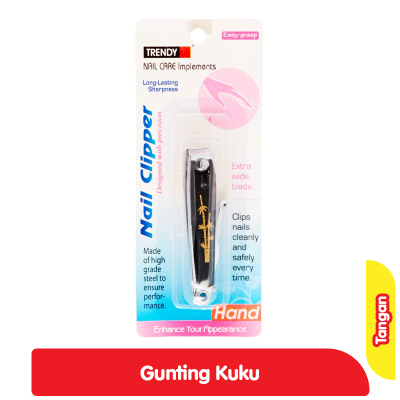 Easy grasp
TRENDY
NAIL CARE Implements
Long-Lasting
Sharpness
Nail Clipper
Designed with precision
Extra
wide
blade
Clips
nails
cleanly
and
safely
every
time
Made
of high
grade
steel to
ensure
perfor-
mance.
Hand
Enhance Your Appearance
Tangan
Gunting Kuku